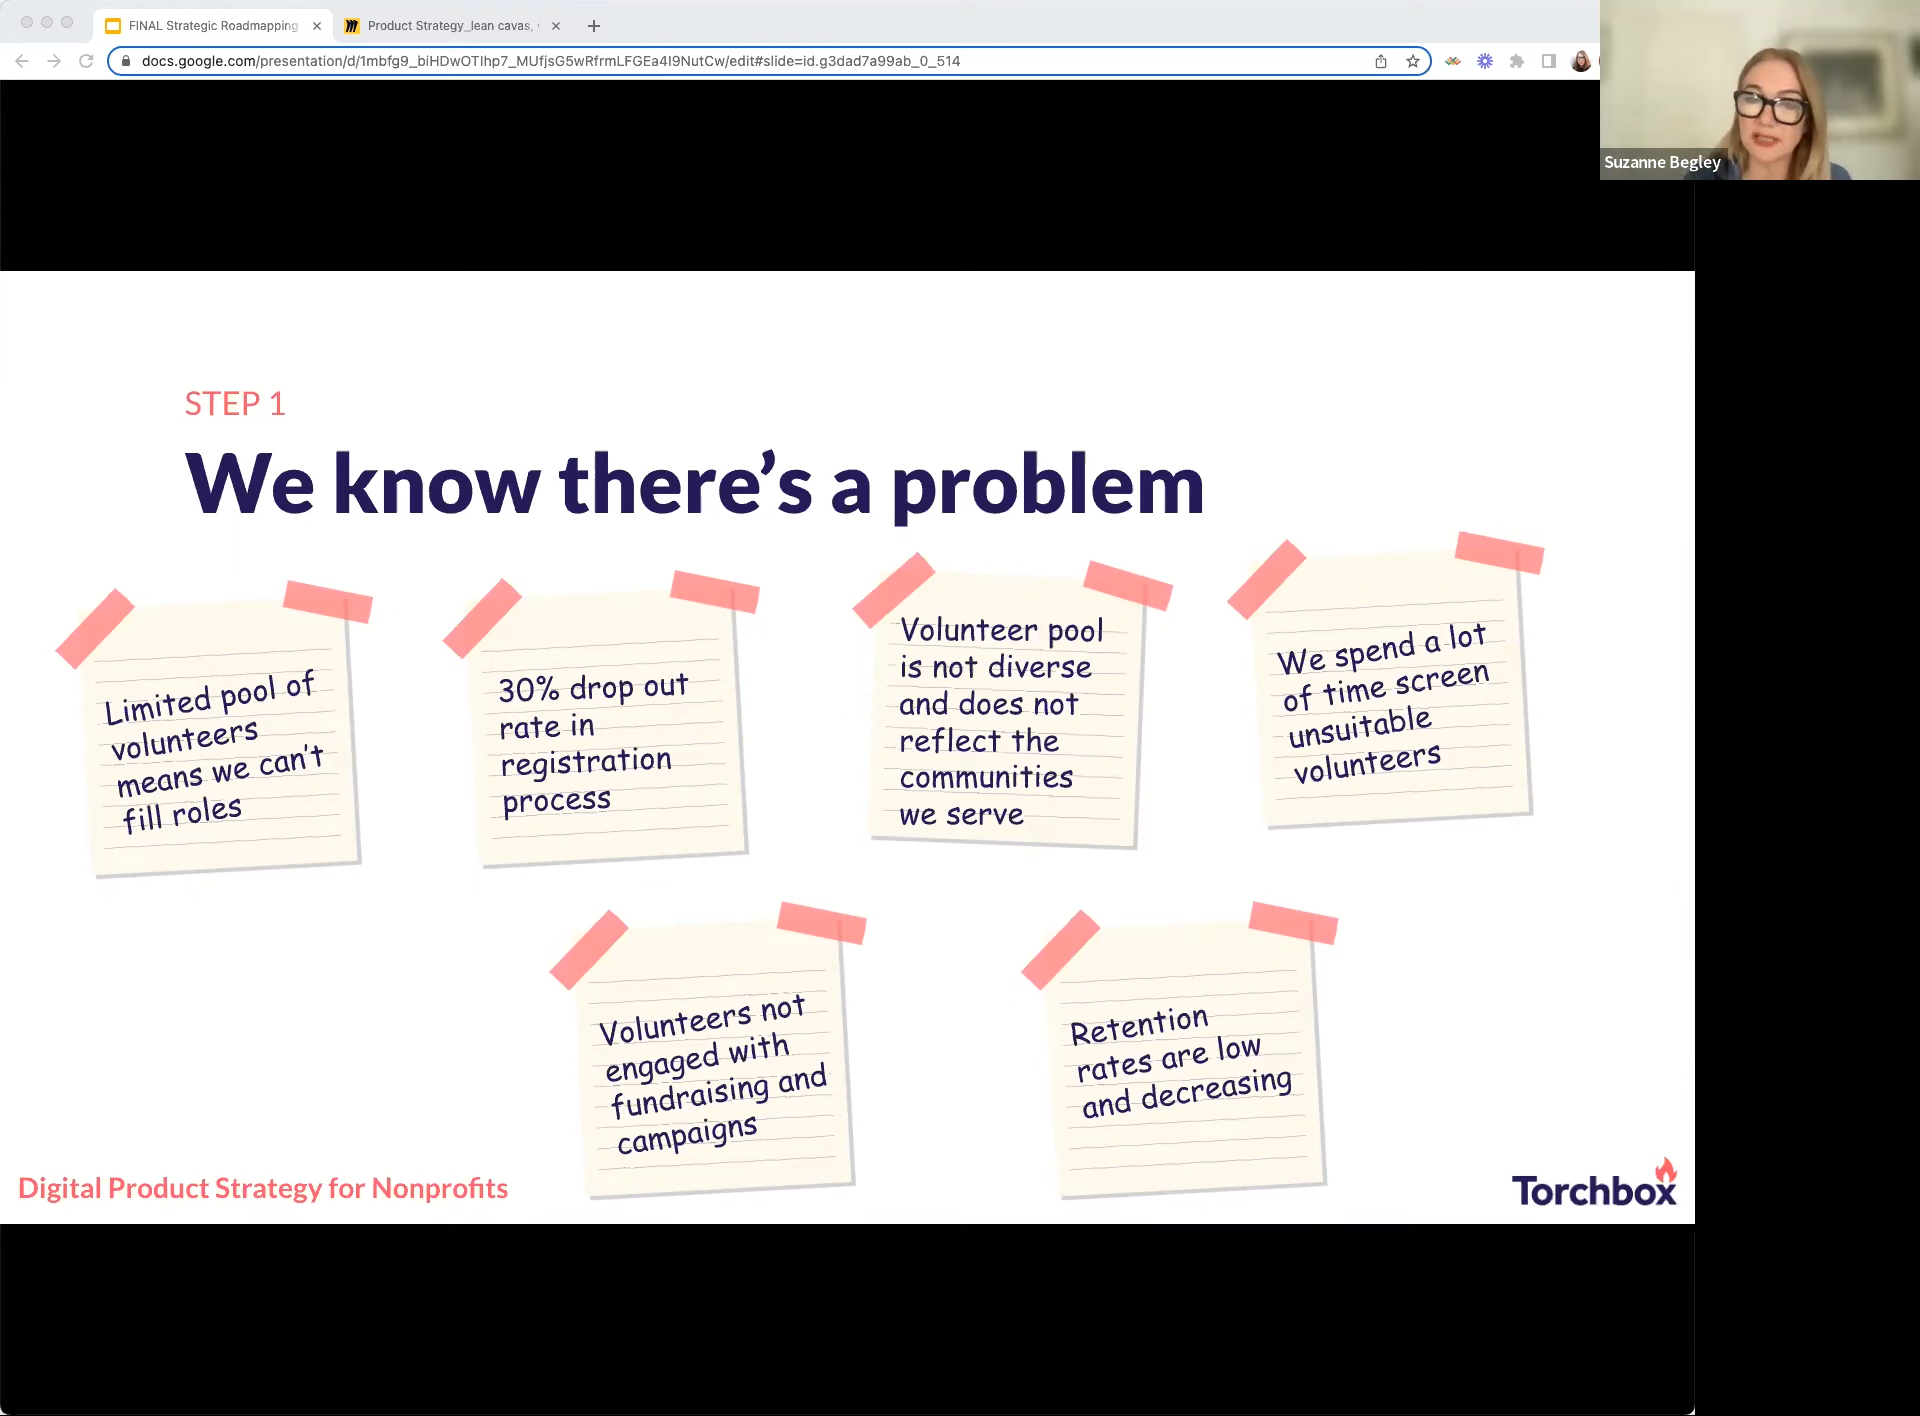 FINAL Strategic Roadmapping
Product Strategy_lean cavas,
docs.google.com/presentation/d/1mbfg9_biHDwOTIhp7_MUfjsG5wRfrmLFGEa4I9NutCw/edit#slide=id.g3dad7a99ab_0_514
Suzanne Begley
STEP 1
We know there's a problem
Limited pool of
volunteers
means we can't
fill roles
30% drop out
rate in
registration
process
Volunteer pool
is not diverse
and does not
reflect the
communities
we serve
We spend a lot
of time screen
unsuitable
volunteers
Volunteers not
engaged with
fundraising and
campaigns
Retention
rates are low
and decreasing
Digital Product Strategy for Nonprofits
Torchbox